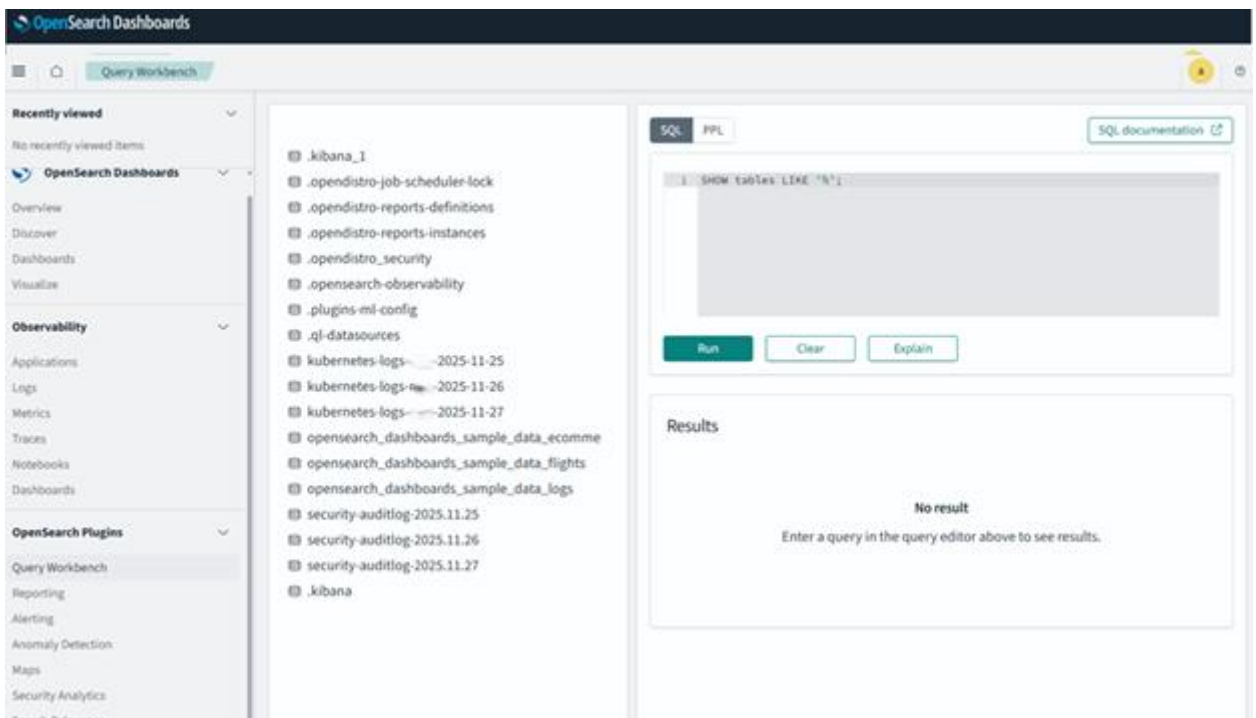 OpenSearch Dashboards
Query Workbench
a
Recently viewed
No recently viewed items
OpenSearch Dashboards
Overview
Discover
Dashboards
Visualize
Observability
Applications
Logs
Metrics
Traces
Notebooks
Dashboards
OpenSearch Plugins
Query Workbench
Reporting
Alerting
Anomaly Detection
Maps
Security Analytics
.kibana_1
.opendistro-job-scheduler-lock
.opendistro-reports-definitions
.opendistro-reports-instances
.opendistro_security
.opensearch-observability
.plugins-ml-config
.ql-datasources
kubernetes-logs- -2025-11-25
kubernetes-logs- -2025-11-26
kubernetes-logs- -2025-11-27
opensearch_dashboards_sample_data_ecomme
opensearch_dashboards_sample_data_flights
opensearch_dashboards_sample_data_logs
security-auditlog-2025.11.25
security-auditlog-2025.11.26
security-auditlog-2025.11.27
.kibana
SQL PPL
SQL documentation
1 SHOW tables LIKE '%';
Run Clear Explain
Results
No result
Enter a query in the query editor above to see results.